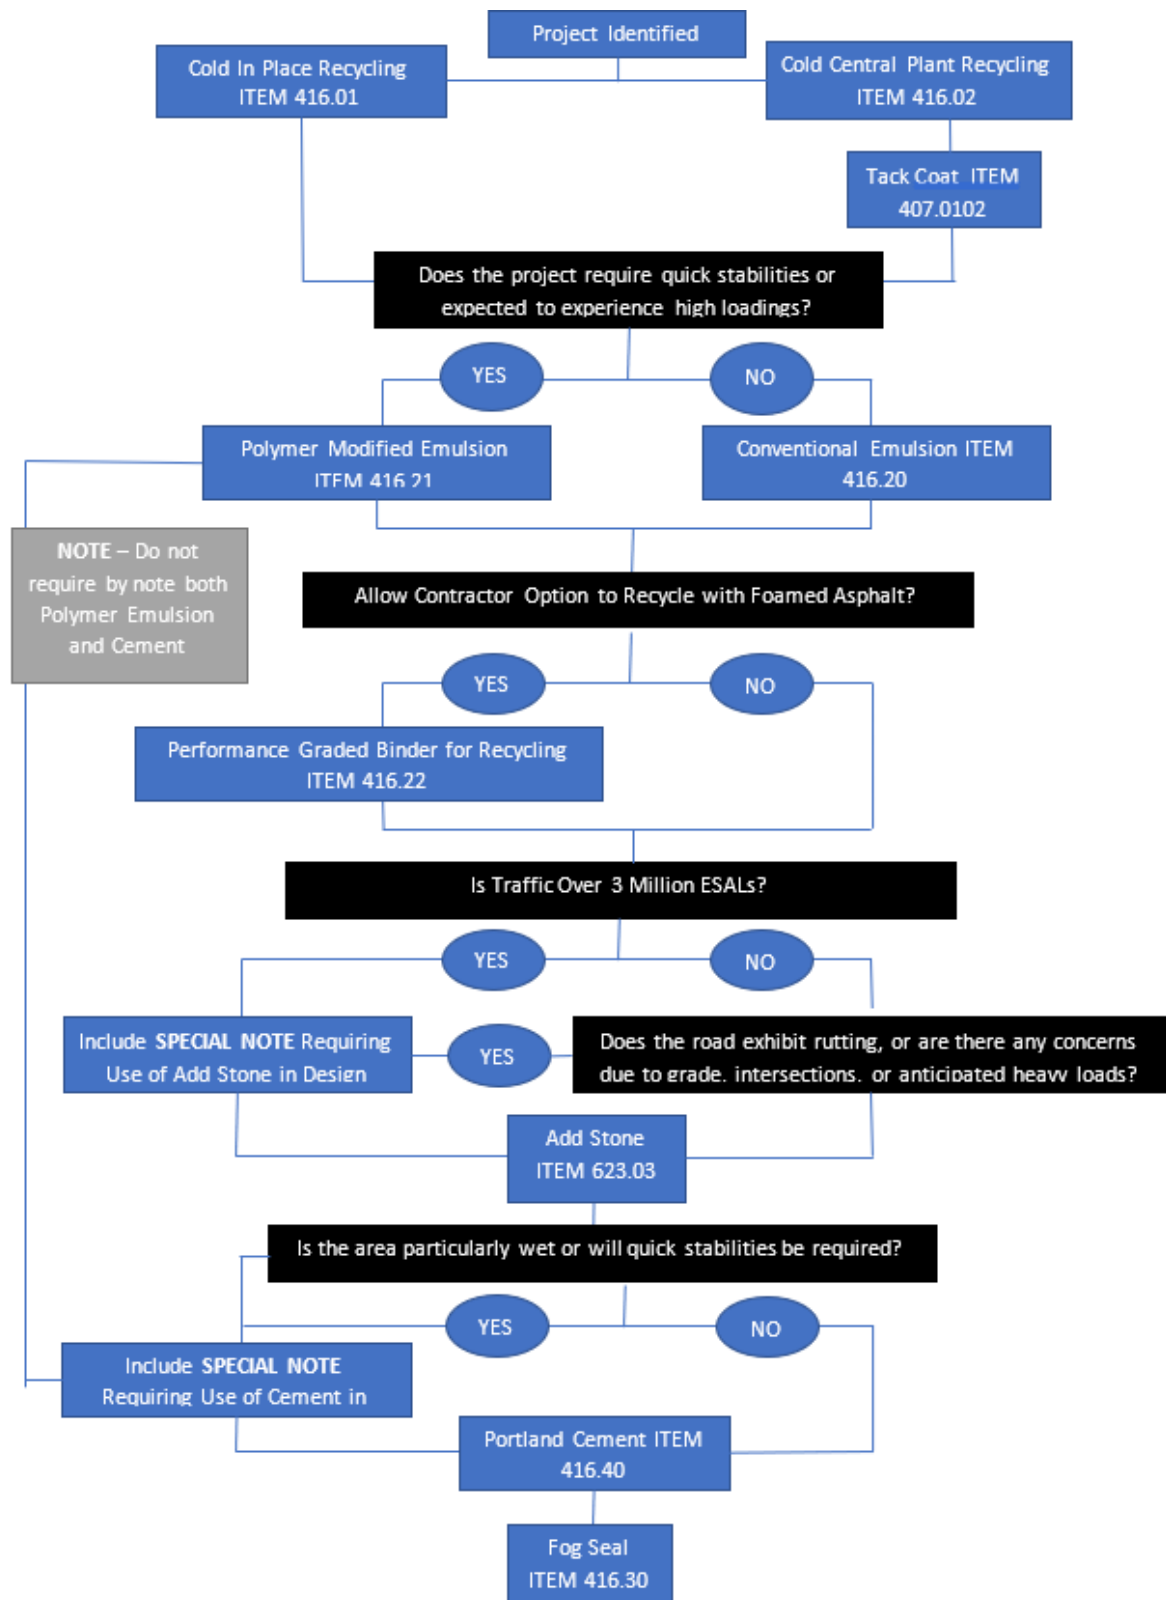 Project Identified
Cold In Place Recycling
ITEM 416.01
Cold Central Plant Recycling
ITEM 416.02
Tack Coat ITEM
407.0102
Does the project require quick stabilities or
expected to experience high loadings?
YES
NO
Polymer Modified Emulsion
ITEM 416.21
Conventional Emulsion ITEM
416.20
NOTE – Do not
require by note both
Polymer Emulsion
and Cement
Allow Contractor Option to Recycle with Foamed Asphalt?
YES
NO
Performance Graded Binder for Recycling
ITEM 416.22
Is Traffic Over 3 Million ESALs?
YES
NO
Include SPECIAL NOTE Requiring
Use of Add Stone in Design
YES
Does the road exhibit rutting, or are there any concerns
due to grade, intersections, or anticipated heavy loads?
Add Stone
ITEM 623.03
Is the area particularly wet or will quick stabilities be required?
YES
NO
Include SPECIAL NOTE
Requiring Use of Cement in
Portland Cement ITEM
416.40
Fog Seal
ITEM 416.30